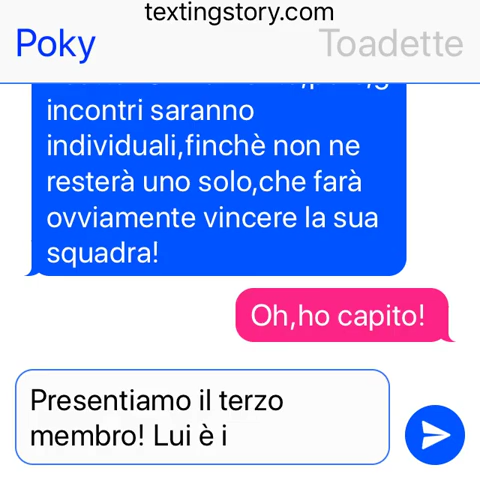 textingstory.com
Poky
Toadette
incontri saranno
individuali,finchè non ne
resterà uno solo,che farà
ovviamente vincere la sua
squadra!
Oh,ho capito!
Presentiamo il terzo
membro! Lui è i